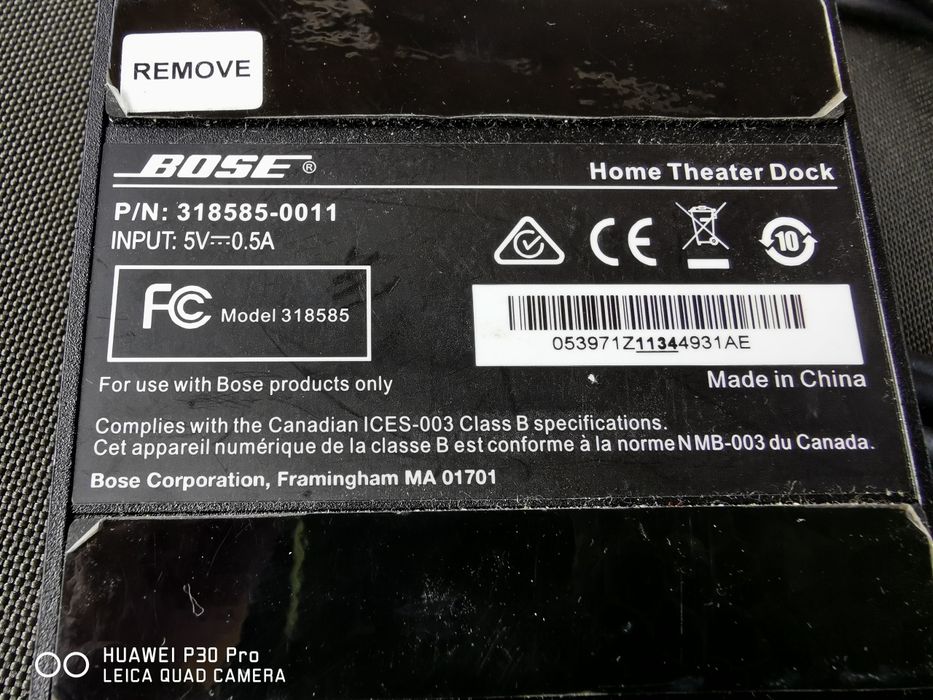 REMOVE
BOSE ®
Home Theater Dock
P/N: 318585-0011
INPUT: 5V⎓0.5A
10
FC Model 318585
053971Z11344931AE
For use with Bose products only
Made in China
Complies with the Canadian ICES-003 Class B specifications.
Cet appareil numérique de la classe B est conforme à la norme NMB-003 du Canada.
Bose Corporation, Framingham MA 01701
HUAWEI P30 Pro
LEICA QUAD CAMERA